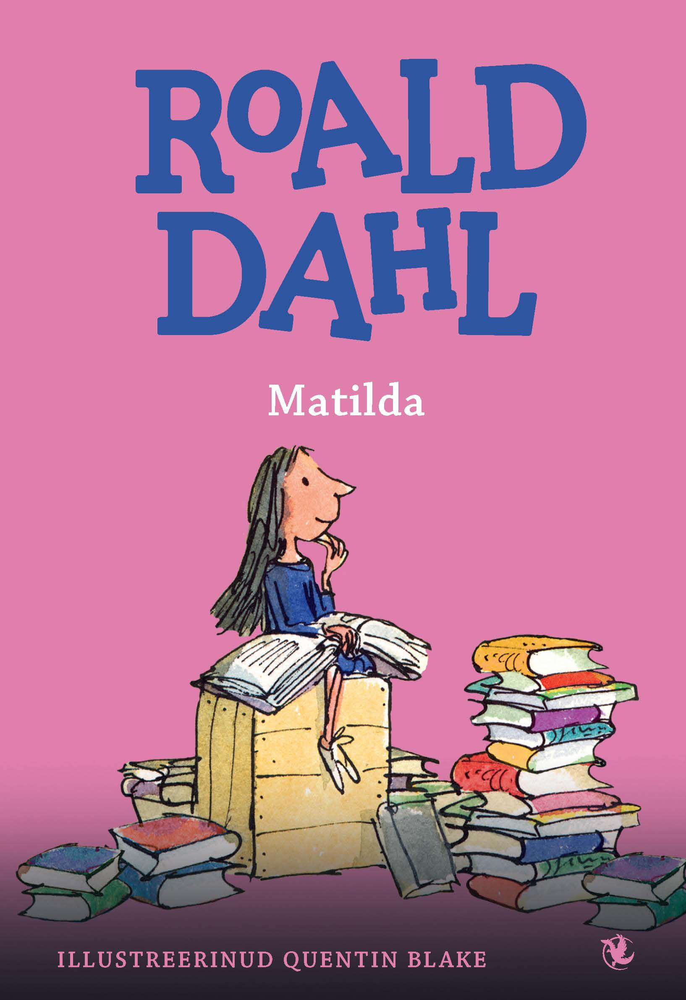 ROALD
DAHL
Matilda
ILLUSTREERINUD QUENTIN BLAKE